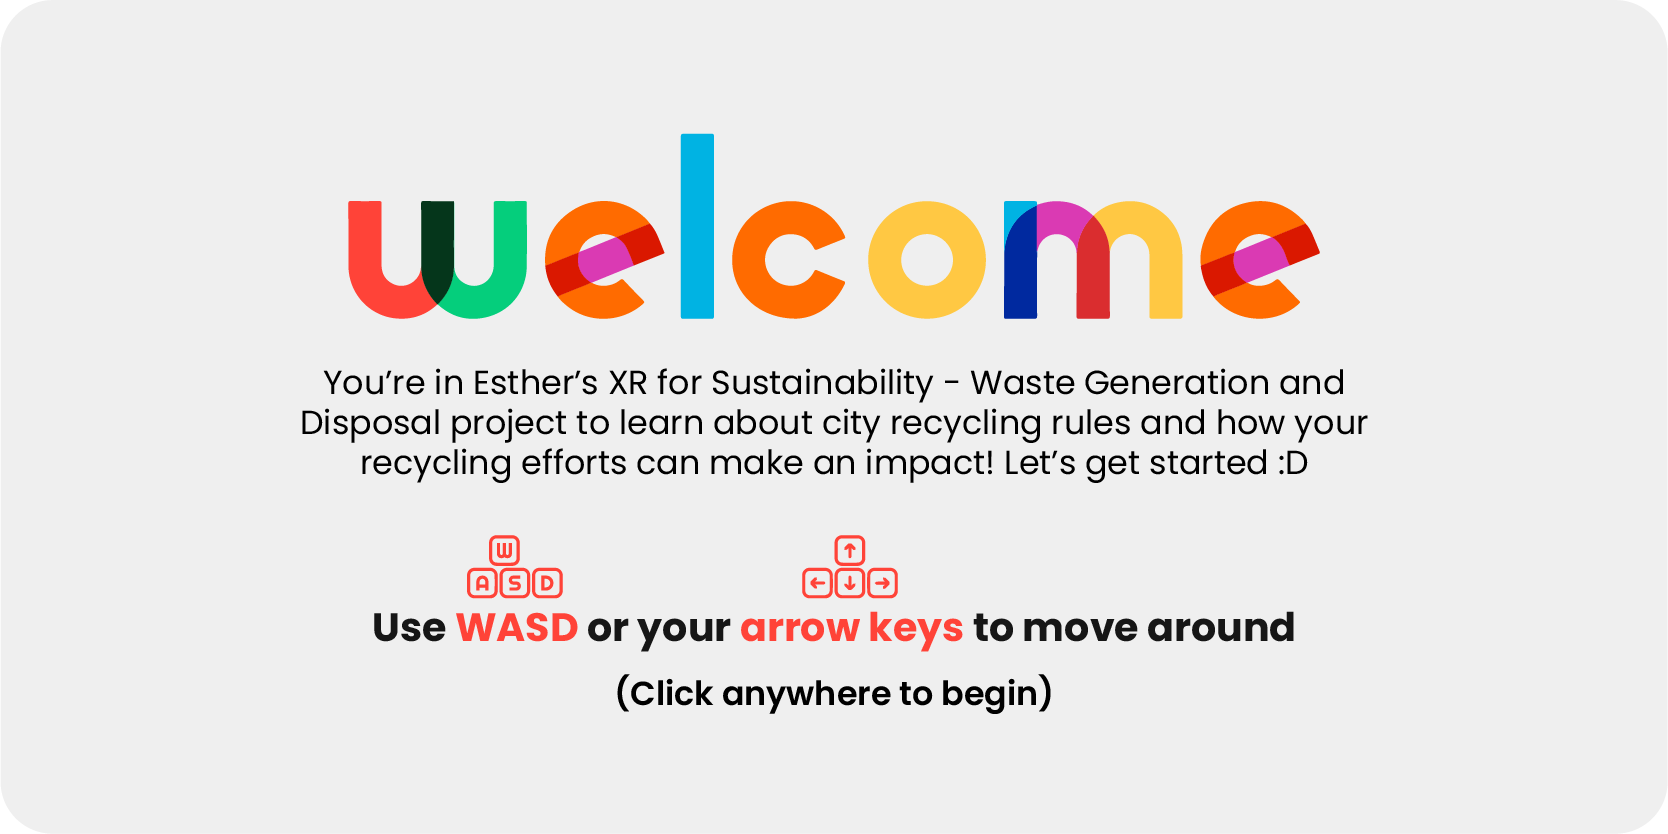 welcome
You’re in Esther’s XR for Sustainability - Waste Generation and
Disposal project to learn about city recycling rules and how your
recycling efforts can make an impact! Let’s get started :D
W ↑
A S D ← ↓ →
Use WASD or your arrow keys to move around
(Click anywhere to begin)